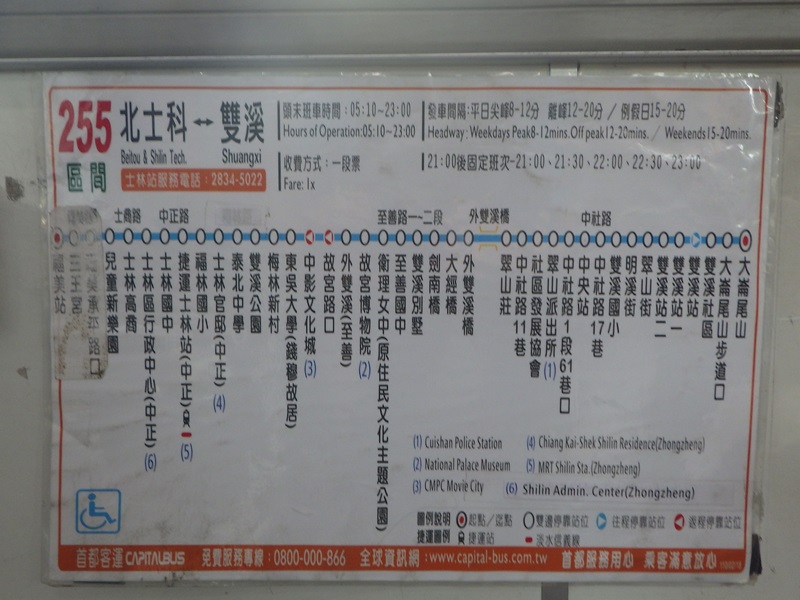 255
區間
北士科 ↔ 雙溪
Beitou & Shilin Tech.
Shuangxi
士林站服務電話：2834-5022
頭末班車時間：05:10~23:00
Hours of Operation:05:10~23:00
收費方式：一段票
Fare: 1x
發車間隔:平日尖峰8-12分 離峰12-20分 / 例假日15-20分
Headway: Weekdays Peak8-12mins.Off peak12-20mins. / Weekends15-20mins.
21:00後固定班次-21:00、21:30、22:00、22:30、23:00
士商路
中正路
至善路一~二段
外雙溪橋
中社路
福美站
三王宮
兒童新樂園
士林高商
士林區行政中心(中正)(6)
士林國中
捷運士林站(中正)(5)
福林國小
士林官邸(中正)(4)
泰北中學
雙溪公園
梅林新村
東吳大學(錢穆故居)
中影文化城(3)
故宮路口
外雙溪(至善)
故宮博物院(2)
衛理女中(原住民文化主題公園)
至善國中
雙溪別墅
劍南橋
大經橋
外雙溪橋
翠山莊
中社路11巷
社區發展協會
翠山派出所(1)
中社路1段61巷口
中央站
中社路17巷
雙溪國小
明溪街
翠山街
雙溪站二
雙溪站一
雙溪站
雙溪社區
大崙尾山步道口
大崙尾山
(1) Cuishan Police Station
(2) National Palace Museum
(3) CMPC Movie City
(4) Chiang Kai-Shek Shilin Residence(Zhongzheng)
(5) MRT Shilin Sta.(Zhongzheng)
(6) Shilin Admin. Center(Zhongzheng)
圖例說明 起點/迄點 雙邊停靠站位 往程停靠站位 返程停靠站位
捷運圖例 捷運站 淡水信義線
首都客運 CAPITALBUS 免費服務專線：0800-000-866 全球資訊網：www.capital-bus.com.tw 首都服務用心 乘客滿意放心